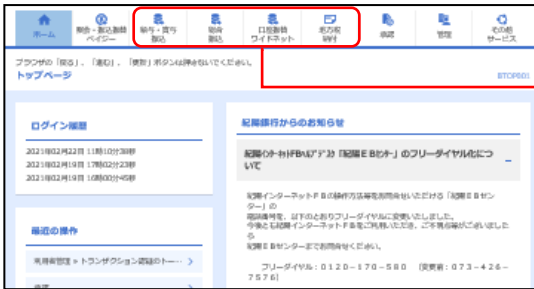 ホーム
照会・振込振替
ペイジー
給与・賞与
振込
総合
振込
口座振替
ワイドネット
地方税
納付
承認
管理
その他
サービス
ブラウザの「戻る」、「進む」、「更新」ボタンは押さないでください。
トップページ
BTOP001
ログイン履歴
2021年02月22日 11時10分38秒
2021年02月19日 17時02分23秒
2021年02月19日 16時00分45秒
最近の操作
利用者管理 » トランザクション認証のトー…
承認
紀陽銀行からのお知らせ
紀陽インターネットFBヘルプデスク「紀陽EBセンター」のフリーダイヤル化につ
いて
紀陽インターネットFBの操作方法等をお問合せいただける「紀陽EBセン
ター」の
電話番号を、以下のとおりフリーダイヤルに変更いたしました。
今後とも紀陽インターネットFBをご利用いただき、ご不明点等がございました
ら
紀陽EBセンターまでお問合せください。
フリーダイヤル:0120-170-580 (変更前:073-426-
7576)